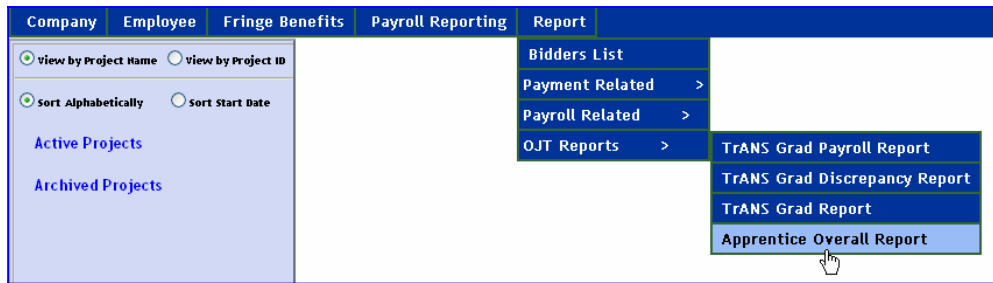 Company Employee Fringe Benefits Payroll Reporting Report
View by Project Name View by Project ID
Sort Alphabetically Sort Start Date
Active Projects
Archived Projects
Bidders List
Payment Related >
Payroll Related >
OJT Reports >
TrANS Grad Payroll Report
TrANS Grad Discrepancy Report
TrANS Grad Report
Apprentice Overall Report